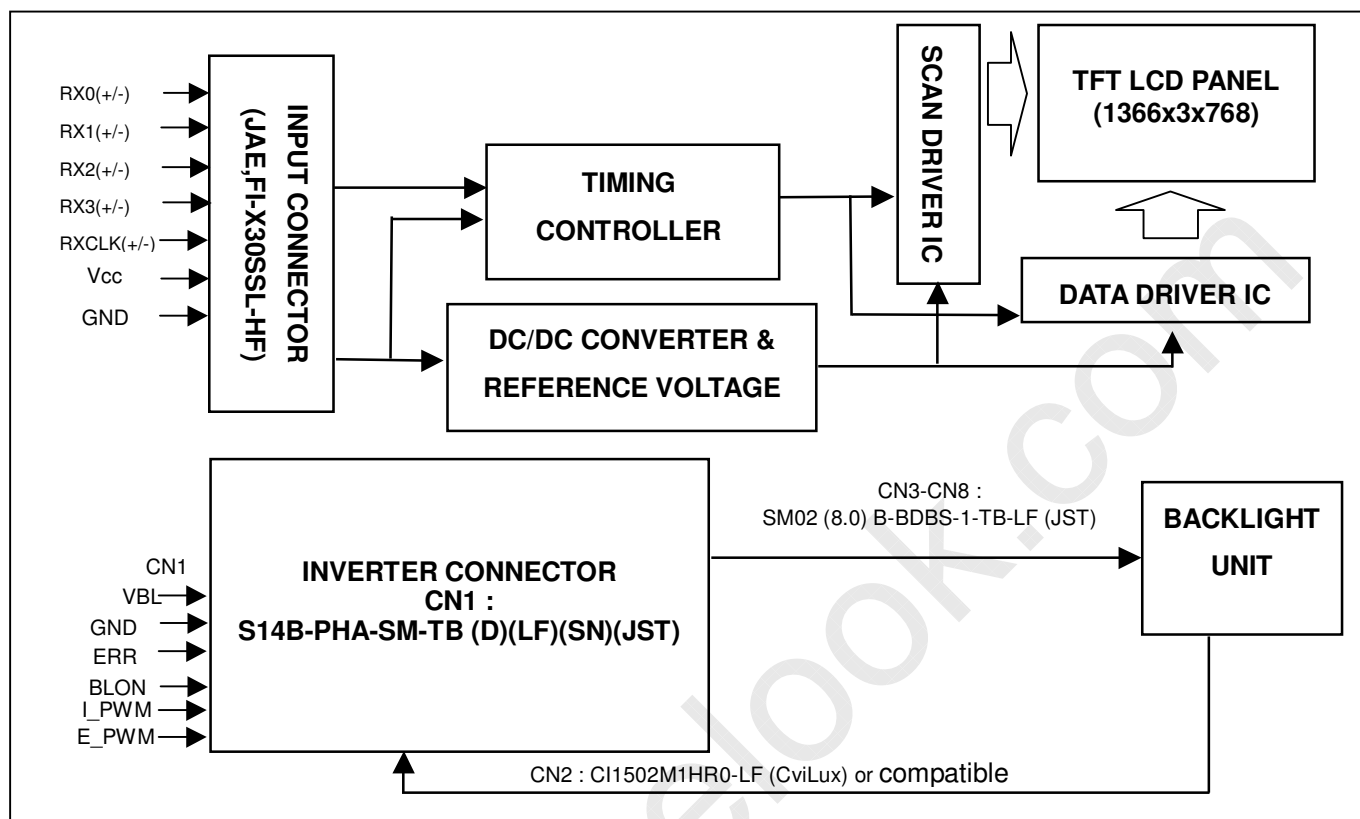 RX0(+/-)
RX1(+/-)
RX2(+/-)
RX3(+/-)
RXCLK(+/-)
Vcc
GND
INPUT CONNECTOR
(JAE,FI-X30SSL-HF)
TIMING
CONTROLLER
DC/DC CONVERTER &
REFERENCE VOLTAGE
SCAN DRIVER IC
TFT LCD PANEL
(1366x3x768)
DATA DRIVER IC
CN1
VBL
GND
ERR
BLON
I_PWM
E_PWM
INVERTER CONNECTOR
CN1 :
S14B-PHA-SM-TB (D)(LF)(SN)(JST)
CN3-CN8 :
SM02 (8.0) B-BDBS-1-TB-LF (JST)
BACKLIGHT
UNIT
CN2 : CI1502M1HR0-LF (CviLux) or compatible
elook.com